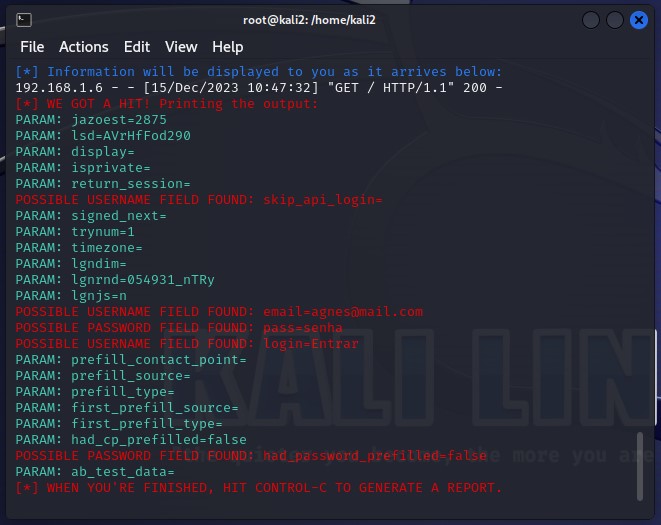 root@kali2: /home/kali2
File Actions Edit View Help
[*] Information will be displayed to you as it arrives below:
192.168.1.6 - - [15/Dec/2023 10:47:32] "GET / HTTP/1.1" 200 -
[*] WE GOT A HIT! Printing the output:
PARAM: jazoest=2875
PARAM: lsd=AVrHfFod290
PARAM: display=
PARAM: isprivate=
PARAM: return_session=
POSSIBLE USERNAME FIELD FOUND: skip_api_login=
PARAM: signed_next=
PARAM: trynum=1
PARAM: timezone=
PARAM: lgndim=
PARAM: lgnrnd=054931_nTRy
PARAM: lgnjs=n
POSSIBLE USERNAME FIELD FOUND: email=agnes@mail.com
POSSIBLE PASSWORD FIELD FOUND: pass=senha
POSSIBLE USERNAME FIELD FOUND: login=Entrar
PARAM: prefill_contact_point=
PARAM: prefill_source=
PARAM: prefill_type=
PARAM: first_prefill_source=
PARAM: first_prefill_type=
PARAM: had_cp_prefilled=false
POSSIBLE PASSWORD FIELD FOUND: had_password_prefilled=false
PARAM: ab_test_data=
[*] WHEN YOU'RE FINISHED, HIT CONTROL-C TO GENERATE A REPORT.
KALI LIN
the more you are